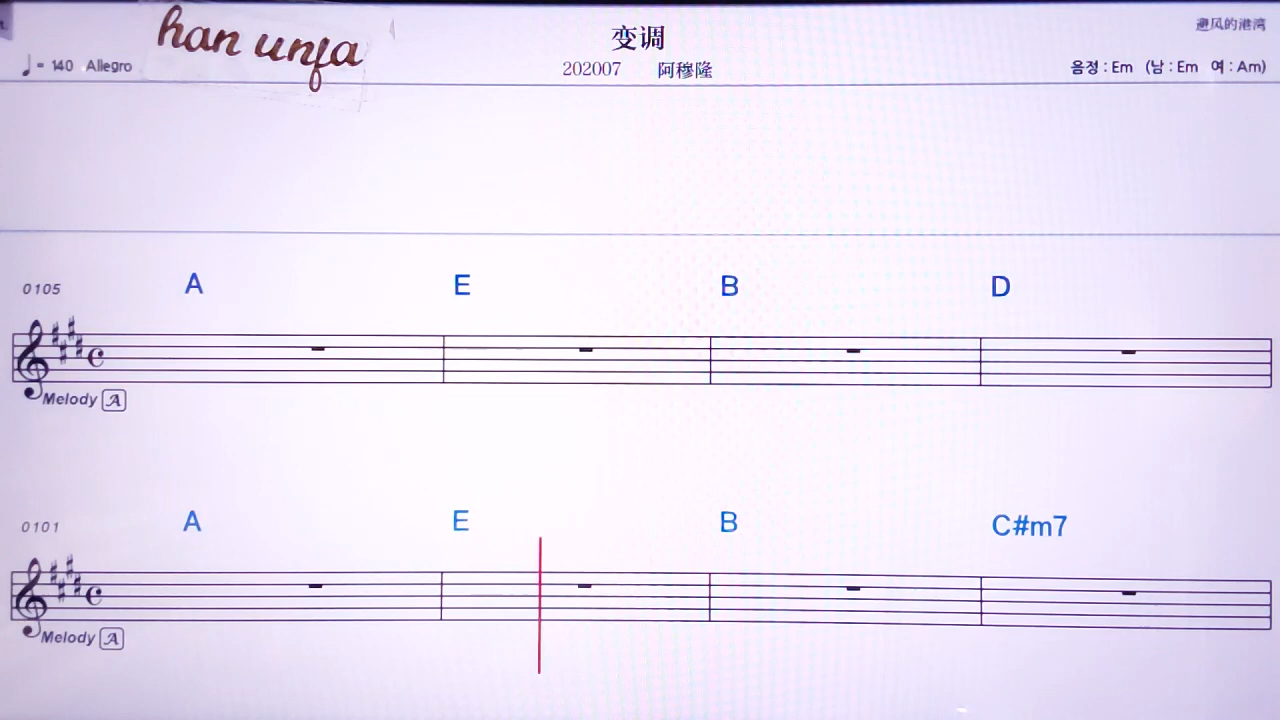 han unfa
变调
避风的港湾
♩= 140 Allegro
202007 阿穆隆
음정 : Em (남 : Em 여 : Am)
0105 A E B D
Melody A
0101 A E B C#m7
Melody A